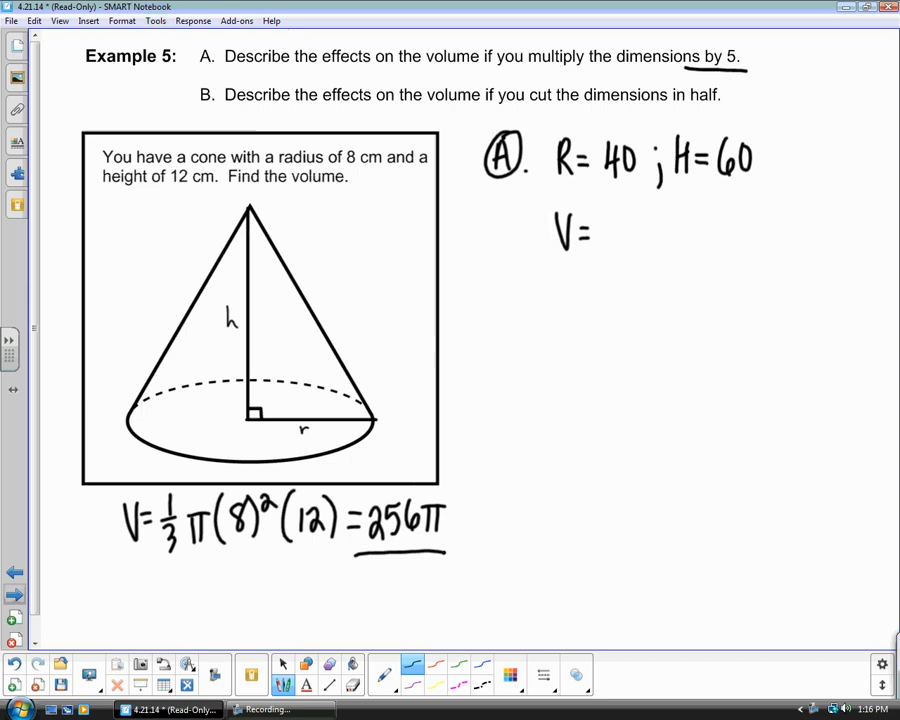 4.21.14 * (Read-Only) - SMART Notebook
File Edit View Insert Format Tools Response Add-ons Help
Example 5: A. Describe the effects on the volume if you multiply the dimensions by 5.
B. Describe the effects on the volume if you cut the dimensions in half.
You have a cone with a radius of 8 cm and a
height of 12 cm. Find the volume.
h
r
V= 1/3 π(8)² (12) = 256π
A. R= 40 ; H= 60
V=
4.21.14 * (Read-Only...
Recording...
1:16 PM